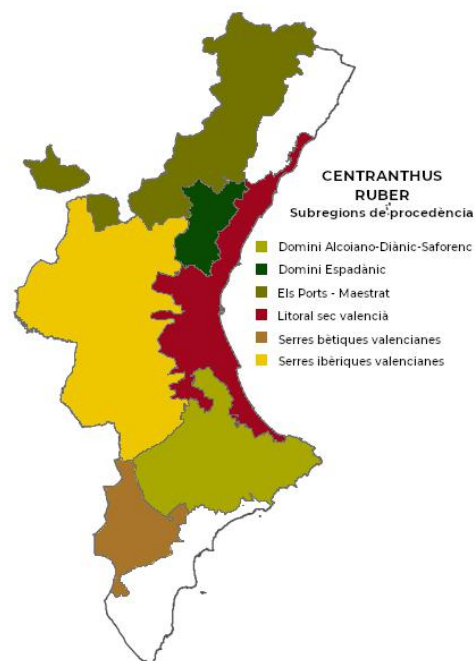 CENTRANTHUS
RUBER
Subregions de procedència
Domini Alcoiano-Diànic-Saforenc
Domini Espadànic
Els Ports - Maestrat
Litoral sec valencià
Serres bètiques valencianes
Serres ibèriques valencianes